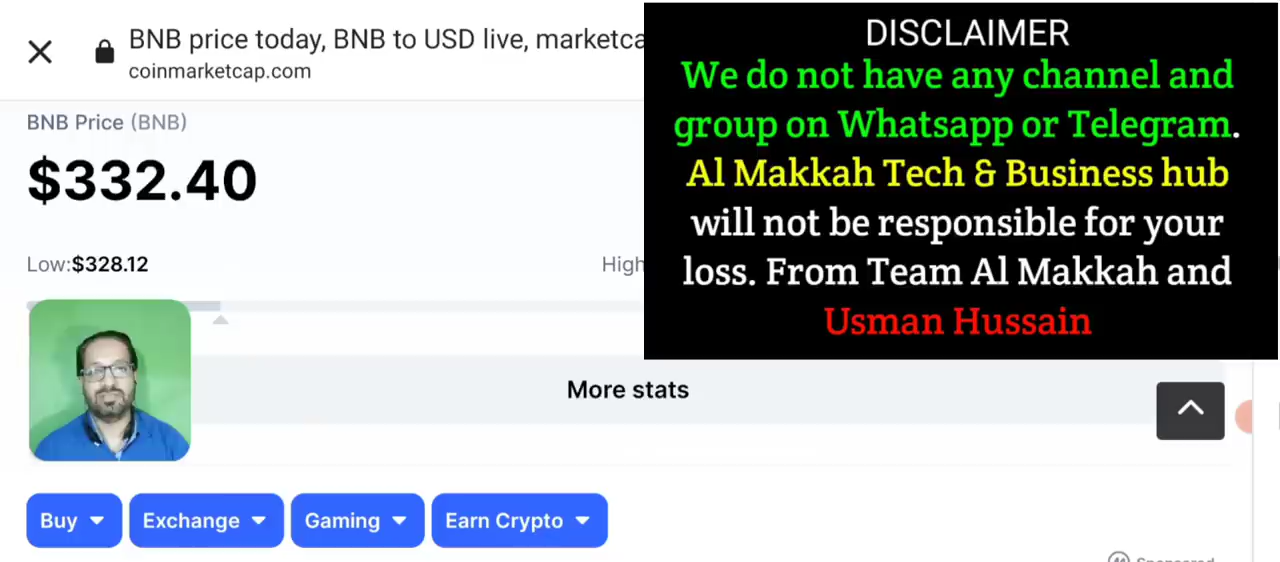 BNB price today, BNB to USD live, marketca
coinmarketcap.com
BNB Price (BNB)
$332.40
Low:$328.12
High
DISCLAIMER
We do not have any channel and
group on Whatsapp or Telegram.
Al Makkah Tech & Business hub
will not be responsible for your
loss. From Team Al Makkah and
Usman Hussain
More stats
Buy
Exchange
Gaming
Earn Crypto